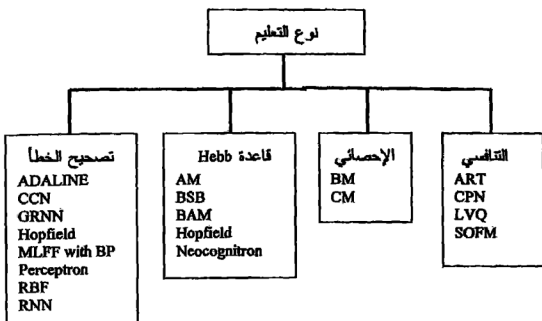 نوع التعليم
تصحيح الخطأ
ADALINE
CCN
GRNN
Hopfield
MLFF with BP
Perceptron
RBF
RNN
قاعدة Hebb
AM
BSB
BAM
Hopfield
Neocognitron
الإحصائي
BM
CM
التنافسي
ART
CPN
LVQ
SOFM